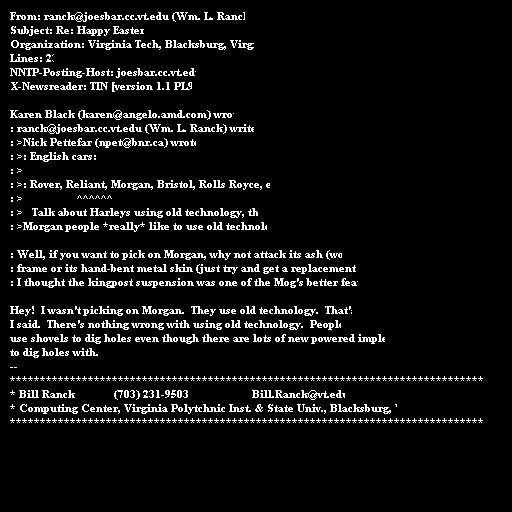 From: ranck@joesbar.cc.vt.edu (Wm. L. Ranck
Subject: Re: Happy Easter
Organization: Virginia Tech, Blacksburg, Virg
Lines: 2
NNTP-Posting-Host: joesbar.cc.vt.ed
X-Newsreader: TIN [version 1.1 PL9
Karen Black (karen@angelo.amd.com) wro
: ranck@joesbar.cc.vt.edu (Wm. L. Ranck) write
: >Nick Pettefar (npet@bnr.ca) wrote
: >: English cars:
: >
: >: Rover, Reliant, Morgan, Bristol, Rolls Royce, e
: > ^^^^^^
: > Talk about Harleys using old technology, th
: >Morgan people *really* like to use old technolo
: Well, if you want to pick on Morgan, why not attack its ash (wo
: frame or its hand-bent metal skin (just try and get a replacement
: I thought the kingpost suspension was one of the Mog's better fea
Hey! I wasn't picking on Morgan. They use old technology. That'
I said. There's nothing wrong with using old technology. People
use shovels to dig holes even though there are lots of new powered imple
to dig holes with.
--
*******************************************************************************
* Bill Ranck (703) 231-9503 Bill.Ranck@vt.edu
* Computing Center, Virginia Polytchnic Inst. & State Univ., Blacksburg,
*******************************************************************************